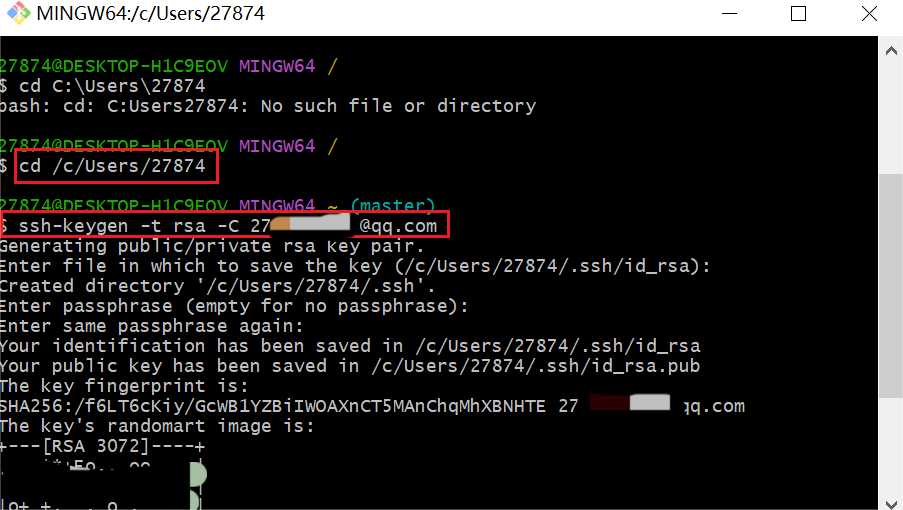 MINGW64:/c/Users/27874
27874@DESKTOP-H1C9EOV MINGW64 /
$ cd C:\Users\27874
bash: cd: C:Users27874: No such file or directory
27874@DESKTOP-H1C9EOV MINGW64 /
$ cd /c/Users/27874
27874@DESKTOP-H1C9EOV MINGW64 ~ (master)
$ ssh-keygen -t rsa -C 27 @qq.com
Generating public/private rsa key pair.
Enter file in which to save the key (/c/Users/27874/.ssh/id_rsa):
Created directory '/c/Users/27874/.ssh'.
Enter passphrase (empty for no passphrase):
Enter same passphrase again:
Your identification has been saved in /c/Users/27874/.ssh/id_rsa
Your public key has been saved in /c/Users/27874/.ssh/id_rsa.pub
The key fingerprint is:
SHA256:/f6LT6cKiy/GcWB1YZBiIWOAXnCT5MAnChqMhXBNHTE 27 qq.com
The key's randomart image is:
+---[RSA 3072]----+